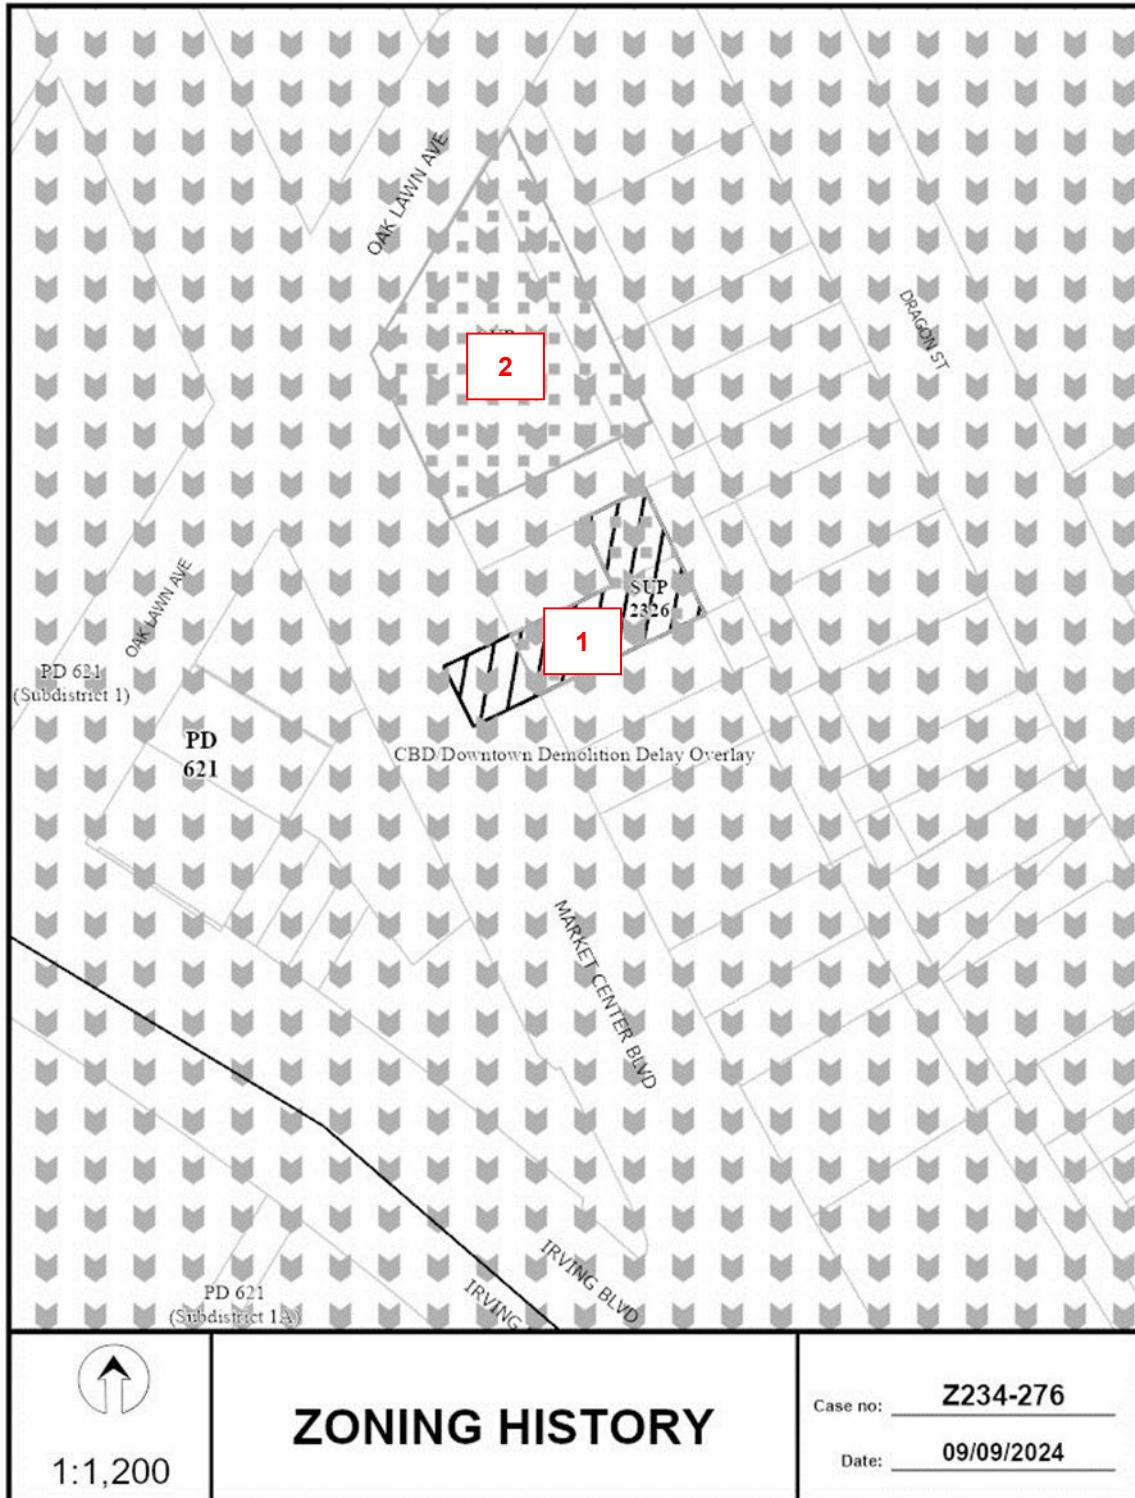 OAK LAWN AVE
DRAGON ST
2
OAK LAWN AVE
SUP
2326
1
PD 621
(Subdistrict 1)
PD
621
CBD/Downtown Demolition Delay Overlay
MARKET CENTER BLVD
IRVING BLVD
IRVING
PD 621
(Subdistrict 1A)
1:1,200
ZONING HISTORY
Case no: Z234-276
Date: 09/09/2024